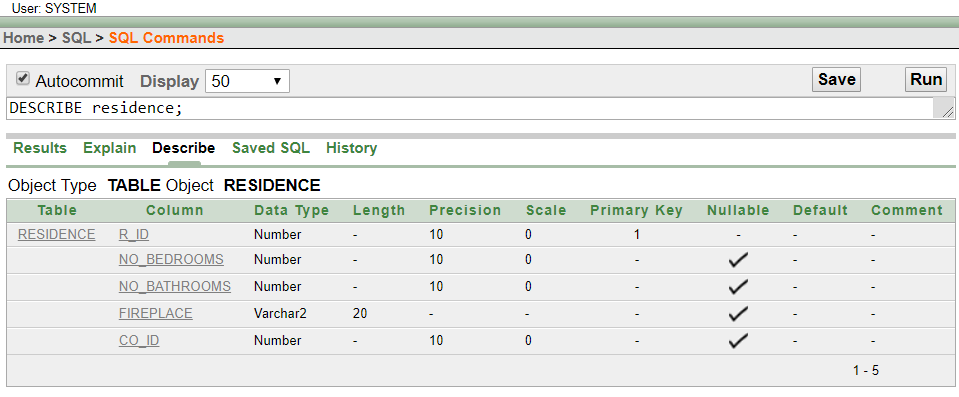 User: SYSTEM
Home > SQL > SQL Commands
Autocommit Display 50 Save Run
DESCRIBE residence;
Results Explain Describe Saved SQL History
Object Type TABLE Object RESIDENCE
Table Column Data Type Length Precision Scale Primary Key Nullable Default Comment
RESIDENCE R_ID Number - 10 0 1 - - -
NO_BEDROOMS Number - 10 0 - ✓ - -
NO_BATHROOMS Number - 10 0 - ✓ - -
FIREPLACE Varchar2 20 - - - ✓ - -
CO_ID Number - 10 0 - ✓ - -
1 - 5